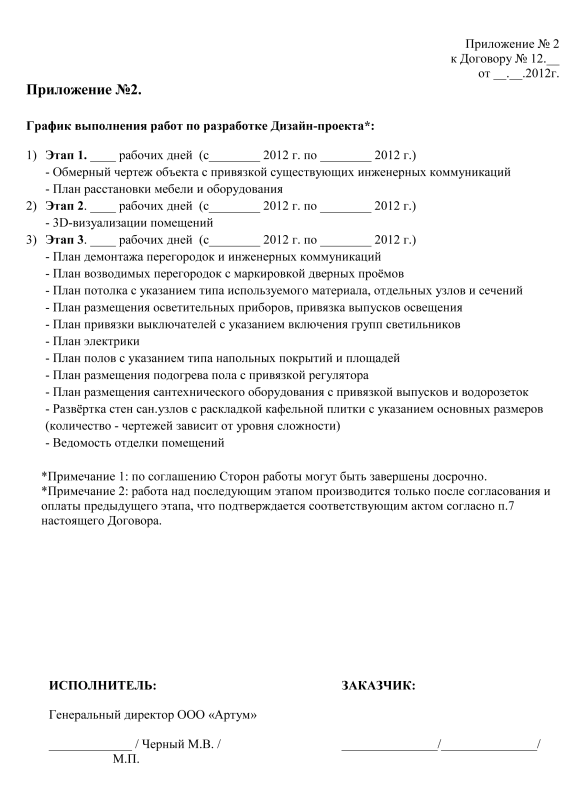 Приложение № 2
к Договору № 12.__
от __.__.2012г.
Приложение №2.
График выполнения работ по разработке Дизайн-проекта*:
1) Этап 1. ____ рабочих дней (с________ 2012 г. по ________ 2012 г.)
- Обмерный чертеж объекта с привязкой существующих инженерных коммуникаций
- План расстановки мебели и оборудования
2) Этап 2. ____ рабочих дней (с________ 2012 г. по ________ 2012 г.)
- 3D-визуализации помещений
3) Этап 3. ____ рабочих дней (с________ 2012 г. по ________ 2012 г.)
- План демонтажа перегородок и инженерных коммуникаций
- План возводимых перегородок с маркировкой дверных проёмов
- План потолка с указанием типа используемого материала, отдельных узлов и сечений
- План размещения осветительных приборов, привязка выпусков освещения
- План привязки выключателей с указанием включения групп светильников
- План электрики
- План полов с указанием типа напольных покрытий и площадей
- План размещения подогрева пола с привязкой регулятора
- План размещения сантехнического оборудования с привязкой выпусков и водорозеток
- Развёртка стен сан.узлов с раскладкой кафельной плитки с указанием основных размеров
(количество - чертежей зависит от уровня сложности)
- Ведомость отделки помещений
*Примечание 1: по соглашению Сторон работы могут быть завершены досрочно.
*Примечание 2: работа над последующим этапом производится только после согласования и
оплаты предыдущего этапа, что подтверждается соответствующим актом согласно п.7
настоящего Договора.
ИСПОЛНИТЕЛЬ: ЗАКАЗЧИК:
Генеральный директор ООО «Артум»
_____________ / Черный М.В. / _______________/_______________/
М.П.